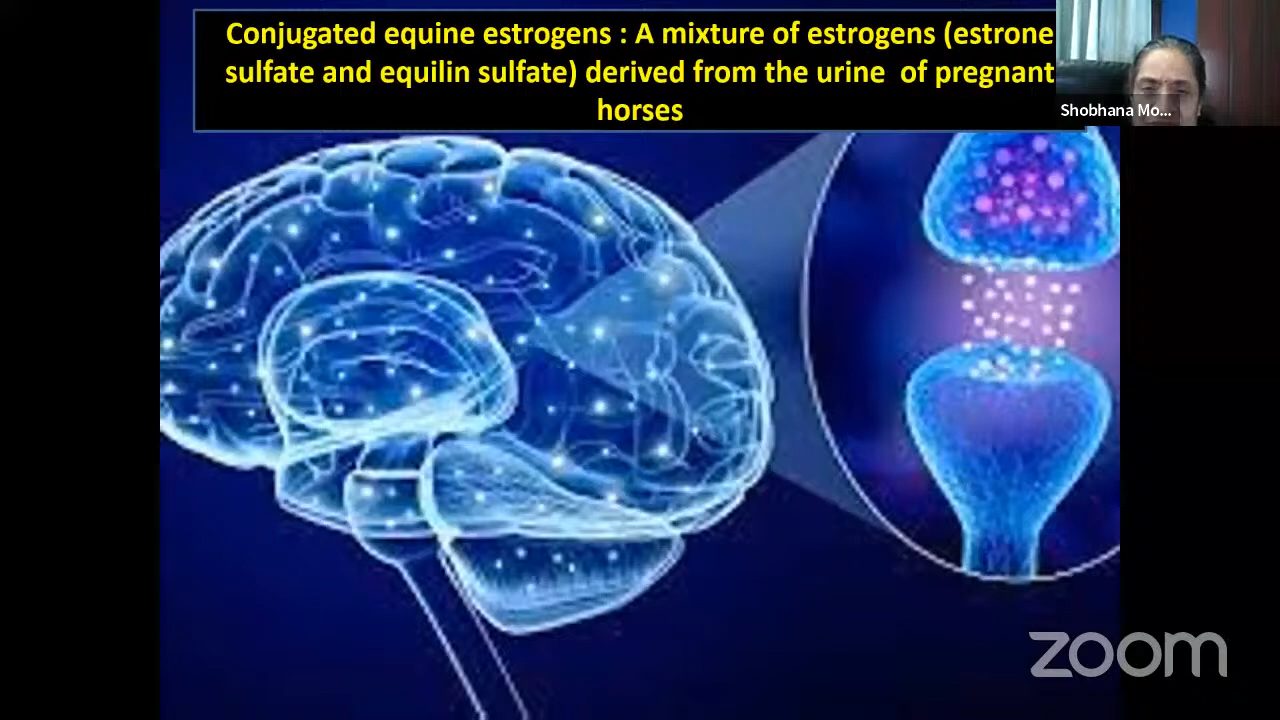 Conjugated equine estrogens : A mixture of estrogens (estrone
sulfate and equilin sulfate) derived from the urine  of pregnant
horses
Shobhana Mo...
zoom